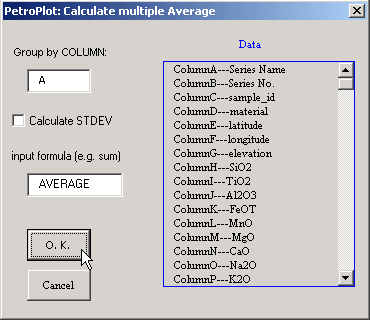 PetroPlot: Calculate multiple Average
Group by COLUMN:
A
Calculate STDEV
input formula (e.g. sum)
AVERAGE
O. K.
Cancel
Data
ColumnA---Series Name
ColumnB---Series No.
ColumnC---sample_id
ColumnD---material
ColumnE---latitude
ColumnF---longitude
ColumnG---elevation
ColumnH---SiO2
ColumnI---TiO2
ColumnJ---Al2O3
ColumnK---FeOT
ColumnL---MnO
ColumnM---MgO
ColumnN---CaO
ColumnO---Na2O
ColumnP---K2O